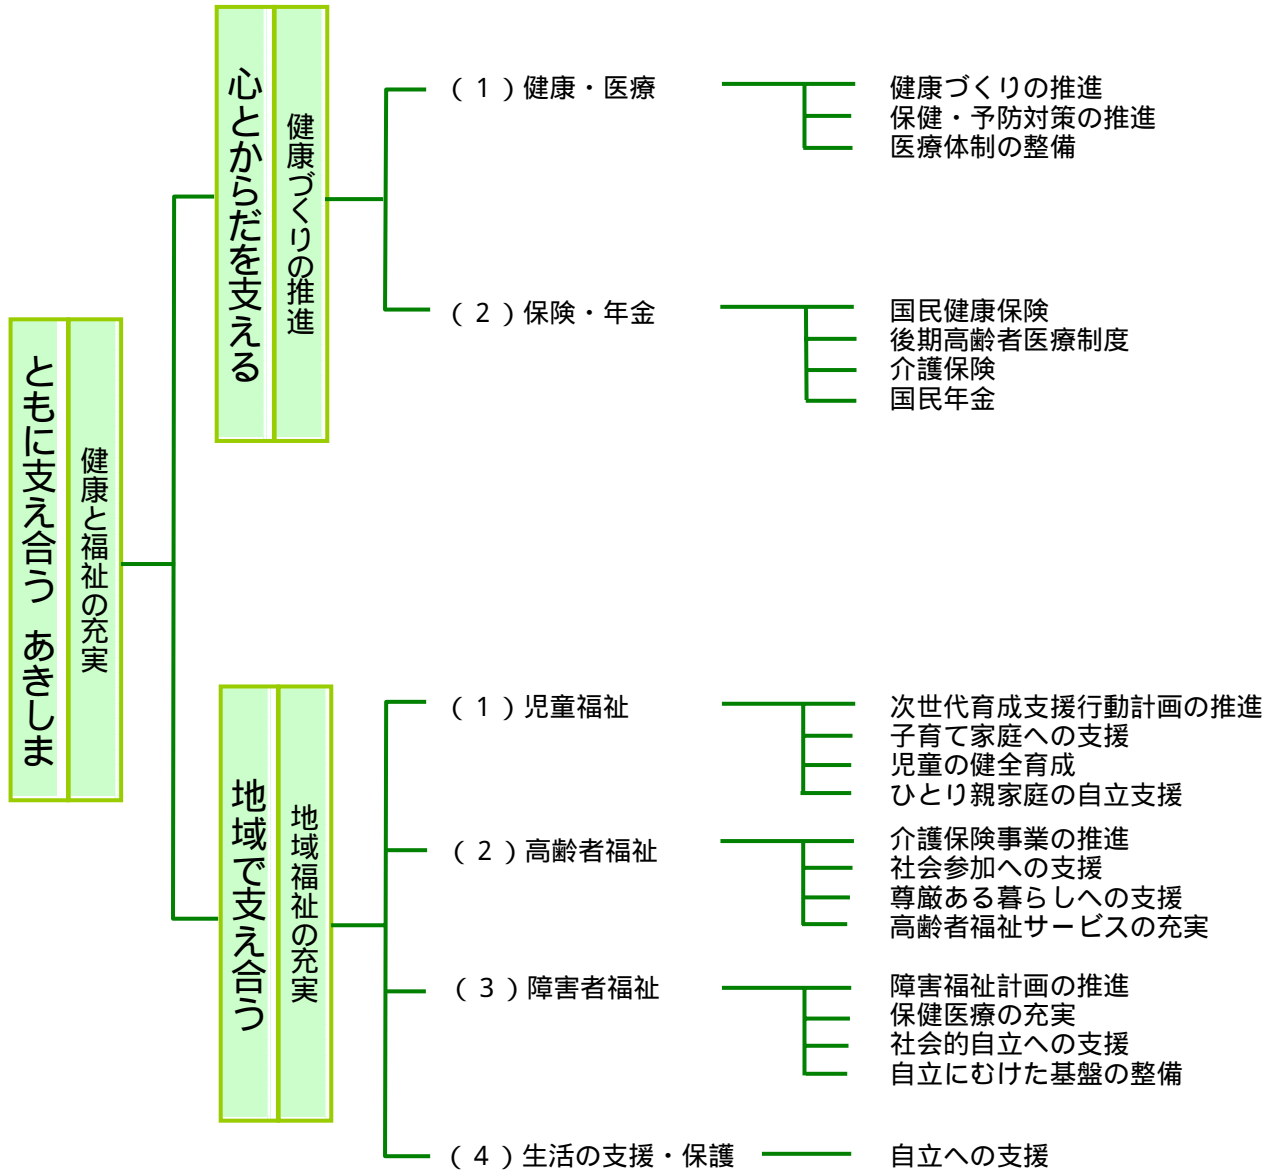 ともに支え合う あきしま
健康と福祉の充実
心とからだを支える
健康づくりの推進
(1)健康・医療
健康づくりの推進
保健・予防対策の推進
医療体制の整備
(2)保険・年金
国民健康保険
後期高齢者医療制度
介護保険
国民年金
地域で支え合う
地域福祉の充実
(1)児童福祉
次世代育成支援行動計画の推進
子育て家庭への支援
児童の健全育成
ひとり親家庭の自立支援
(2)高齢者福祉
介護保険事業の推進
社会参加への支援
尊厳ある暮らしへの支援
高齢者福祉サービスの充実
(3)障害者福祉
障害福祉計画の推進
保健医療の充実
社会的自立への支援
自立にむけた基盤の整備
(4)生活の支援・保護
自立への支援